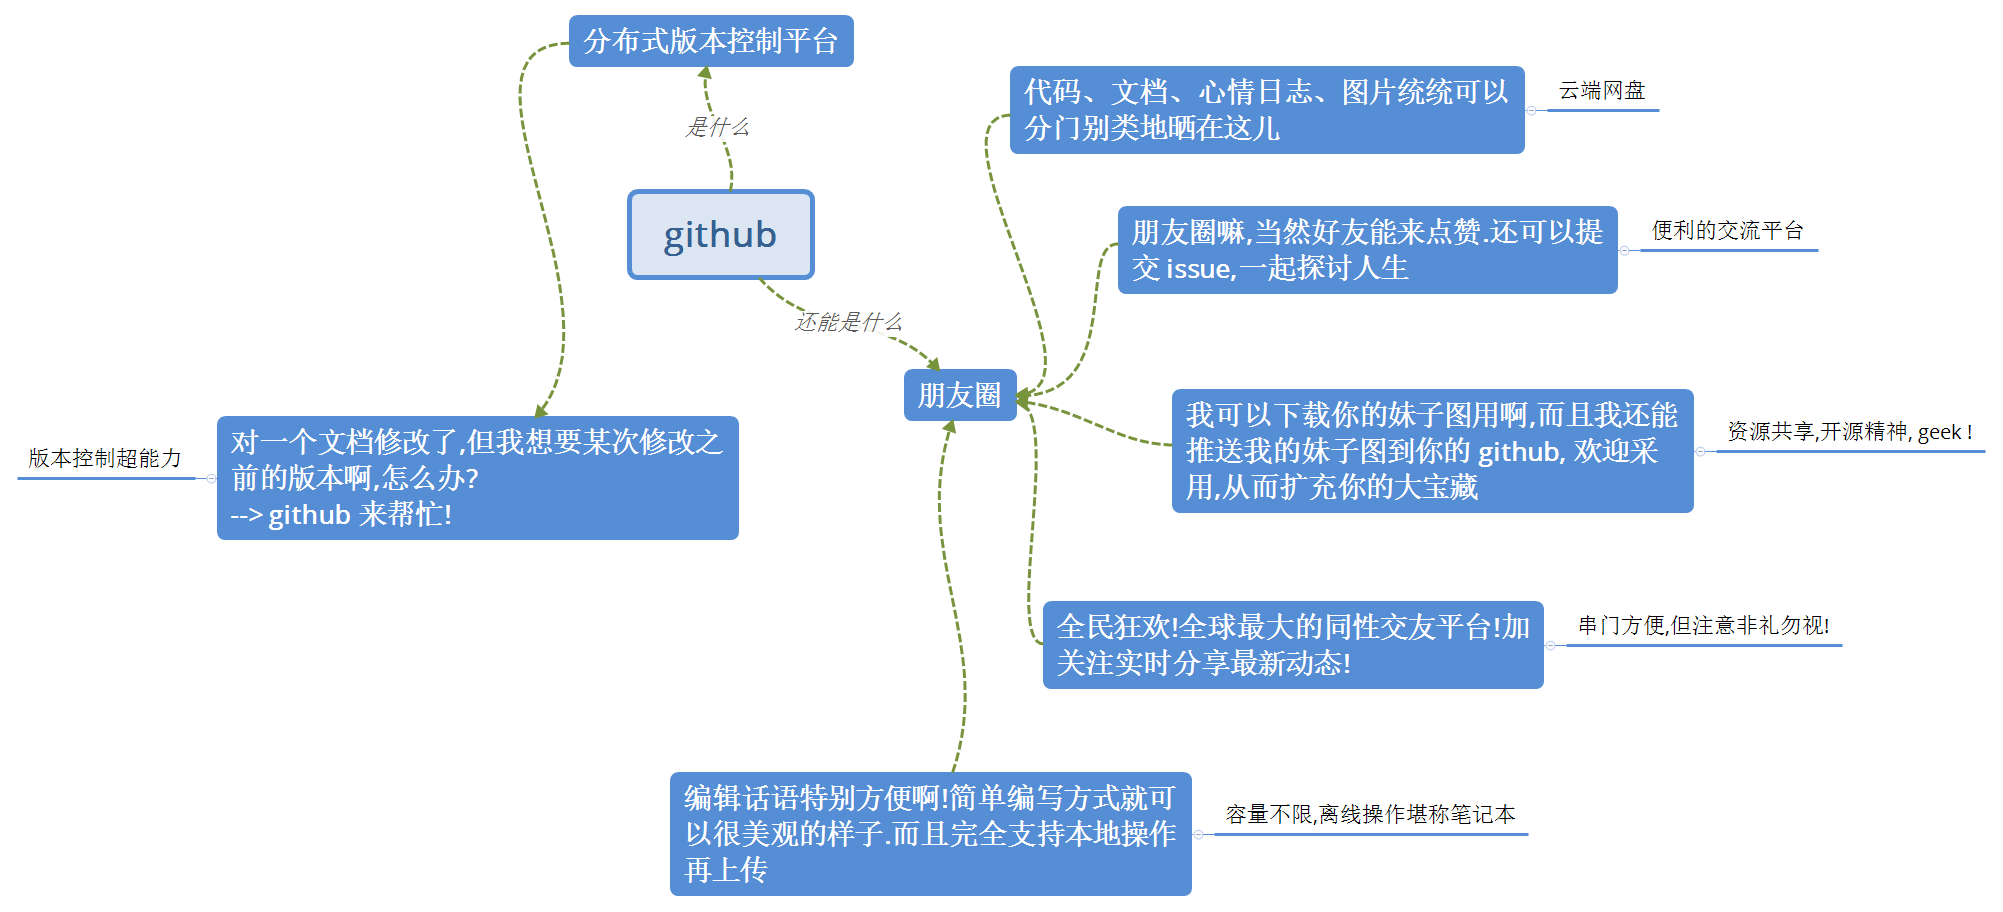 分布式版本控制平台
是什么
github
还能是什么
朋友圈
代码、文档、心情日志、图片统统可以
分门别类地晒在这儿
云端网盘
朋友圈嘛,当然好友能来点赞.还可以提
交 issue,一起探讨人生
便利的交流平台
我可以下载你的妹子图用啊,而且我还能
推送我的妹子图到你的 github, 欢迎采
用,从而扩充你的大宝藏
资源共享,开源精神, geek !
对一个文档修改了,但我想要某次修改之
前的版本啊,怎么办?
--> github 来帮忙!
版本控制超能力
全民狂欢!全球最大的同性交友平台!加
关注实时分享最新动态!
串门方便,但注意非礼勿视!
编辑话语特别方便啊!简单编写方式就可
以很美观的样子.而且完全支持本地操作
再上传
容量不限,离线操作堪称笔记本